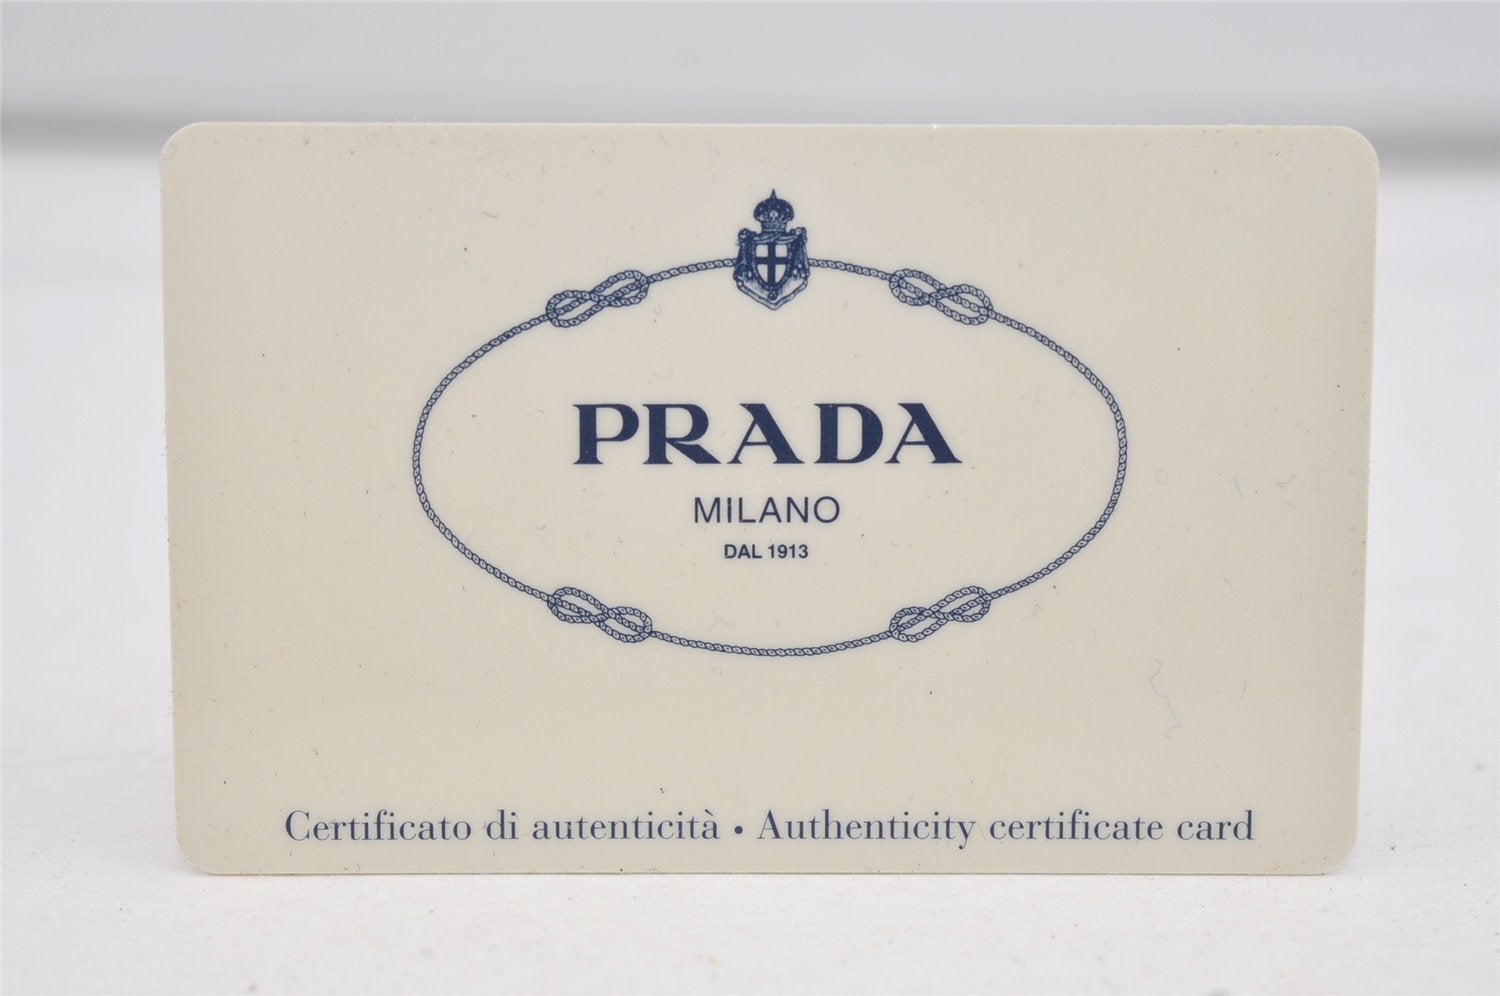 PRADA
MILANO
DAL 1913
Certificato di autenticità • Authenticity certificate card